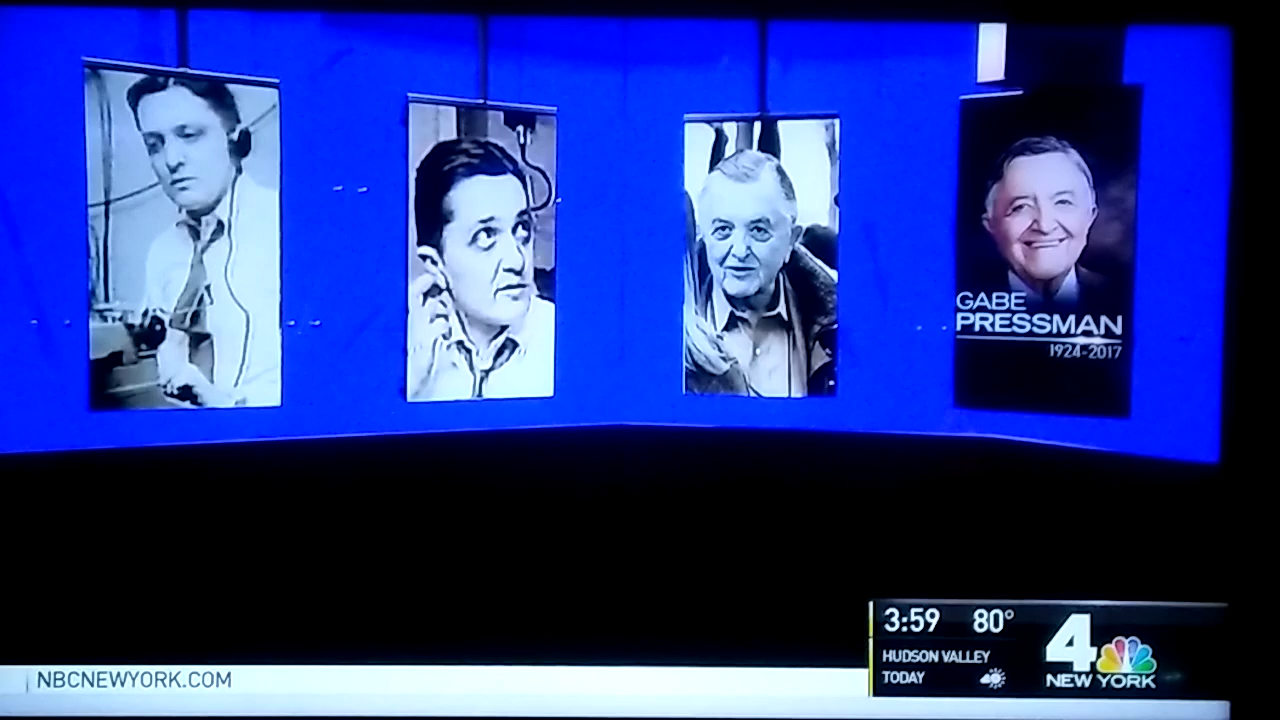 GABE
PRESSMAN
1924-2017
3:59 80°
HUDSON VALLEY
TODAY
4
NEW YORK
NBCNEWYORK.COM